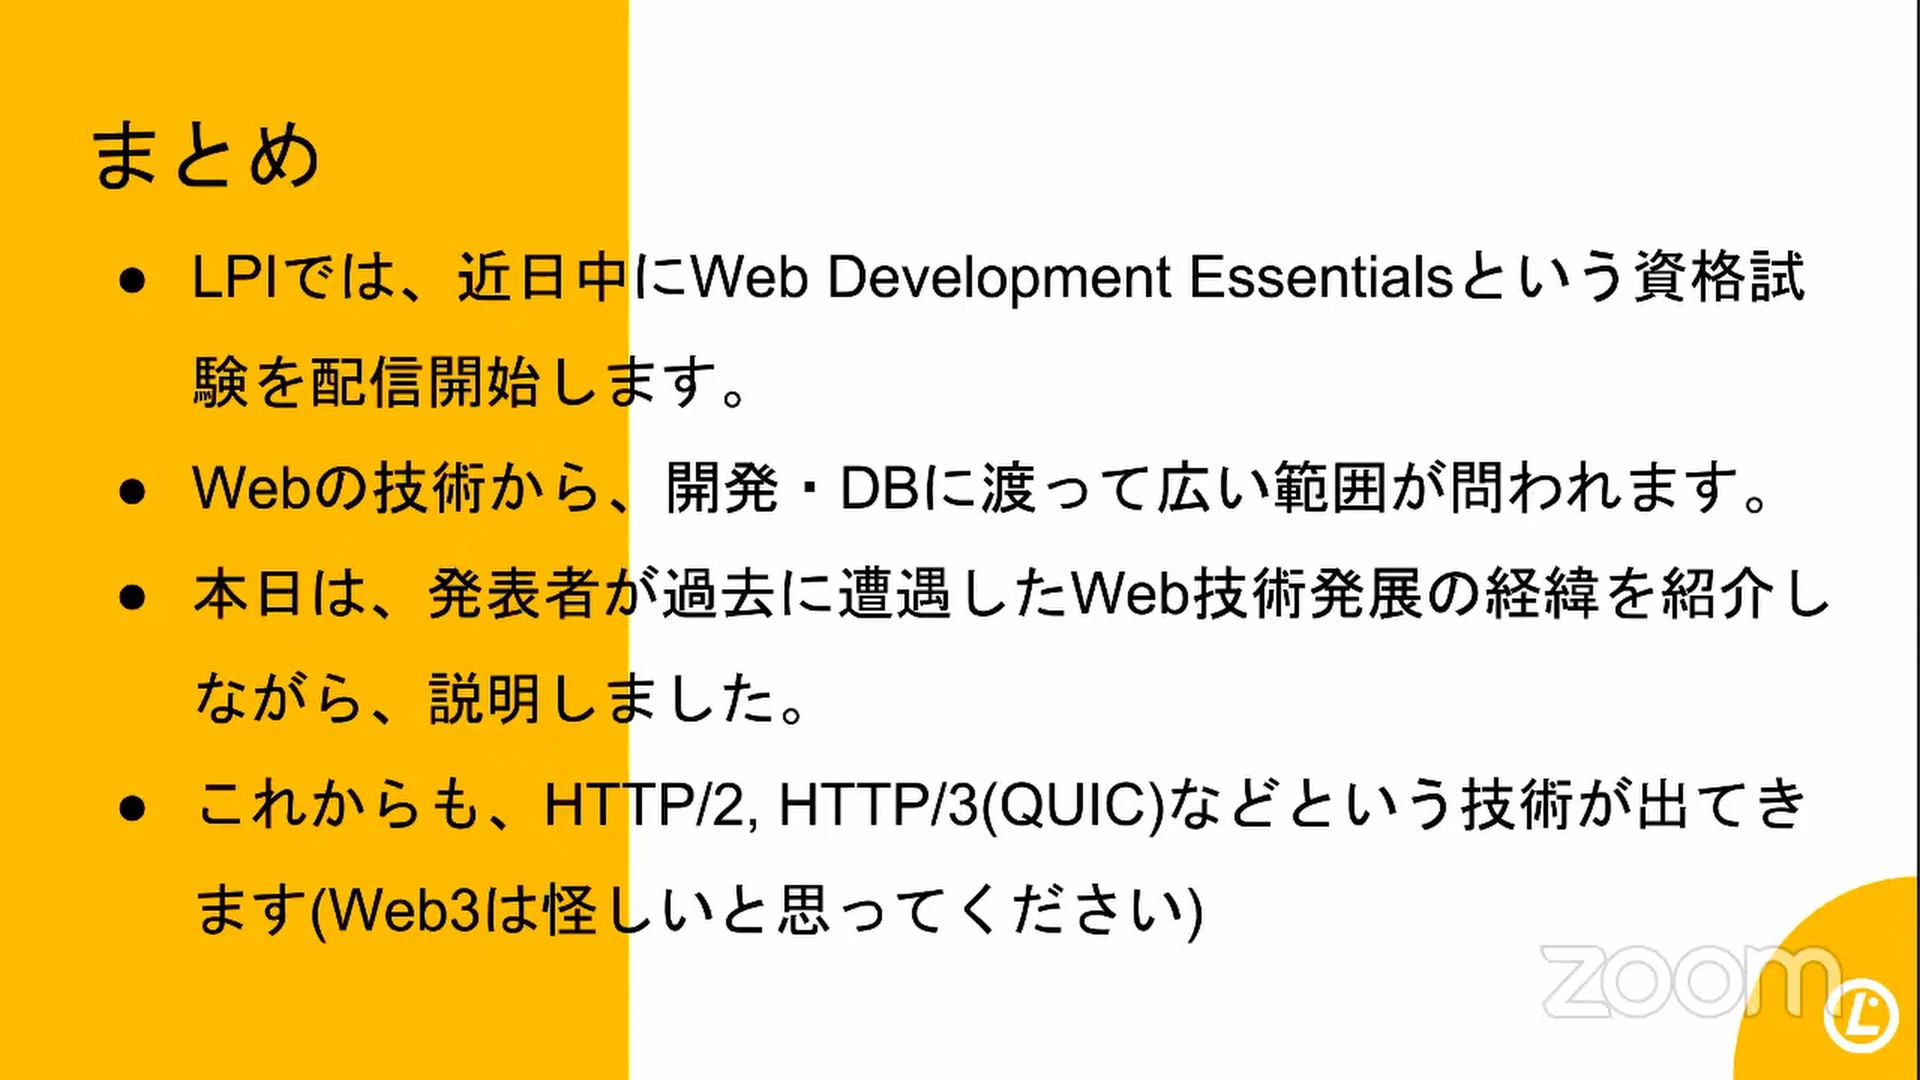 まとめ
● LPIでは、近日中にWeb Development Essentialsという資格試
験を配信開始します。
● Webの技術から、開発・DBに渡って広い範囲が問われます。
● 本日は、発表者が過去に遭遇したWeb技術発展の経緯を紹介し
ながら、説明しました。
● これからも、HTTP/2, HTTP/3(QUIC)などという技術が出てき
ます(Web3は怪しいと思ってください)
zoom
L